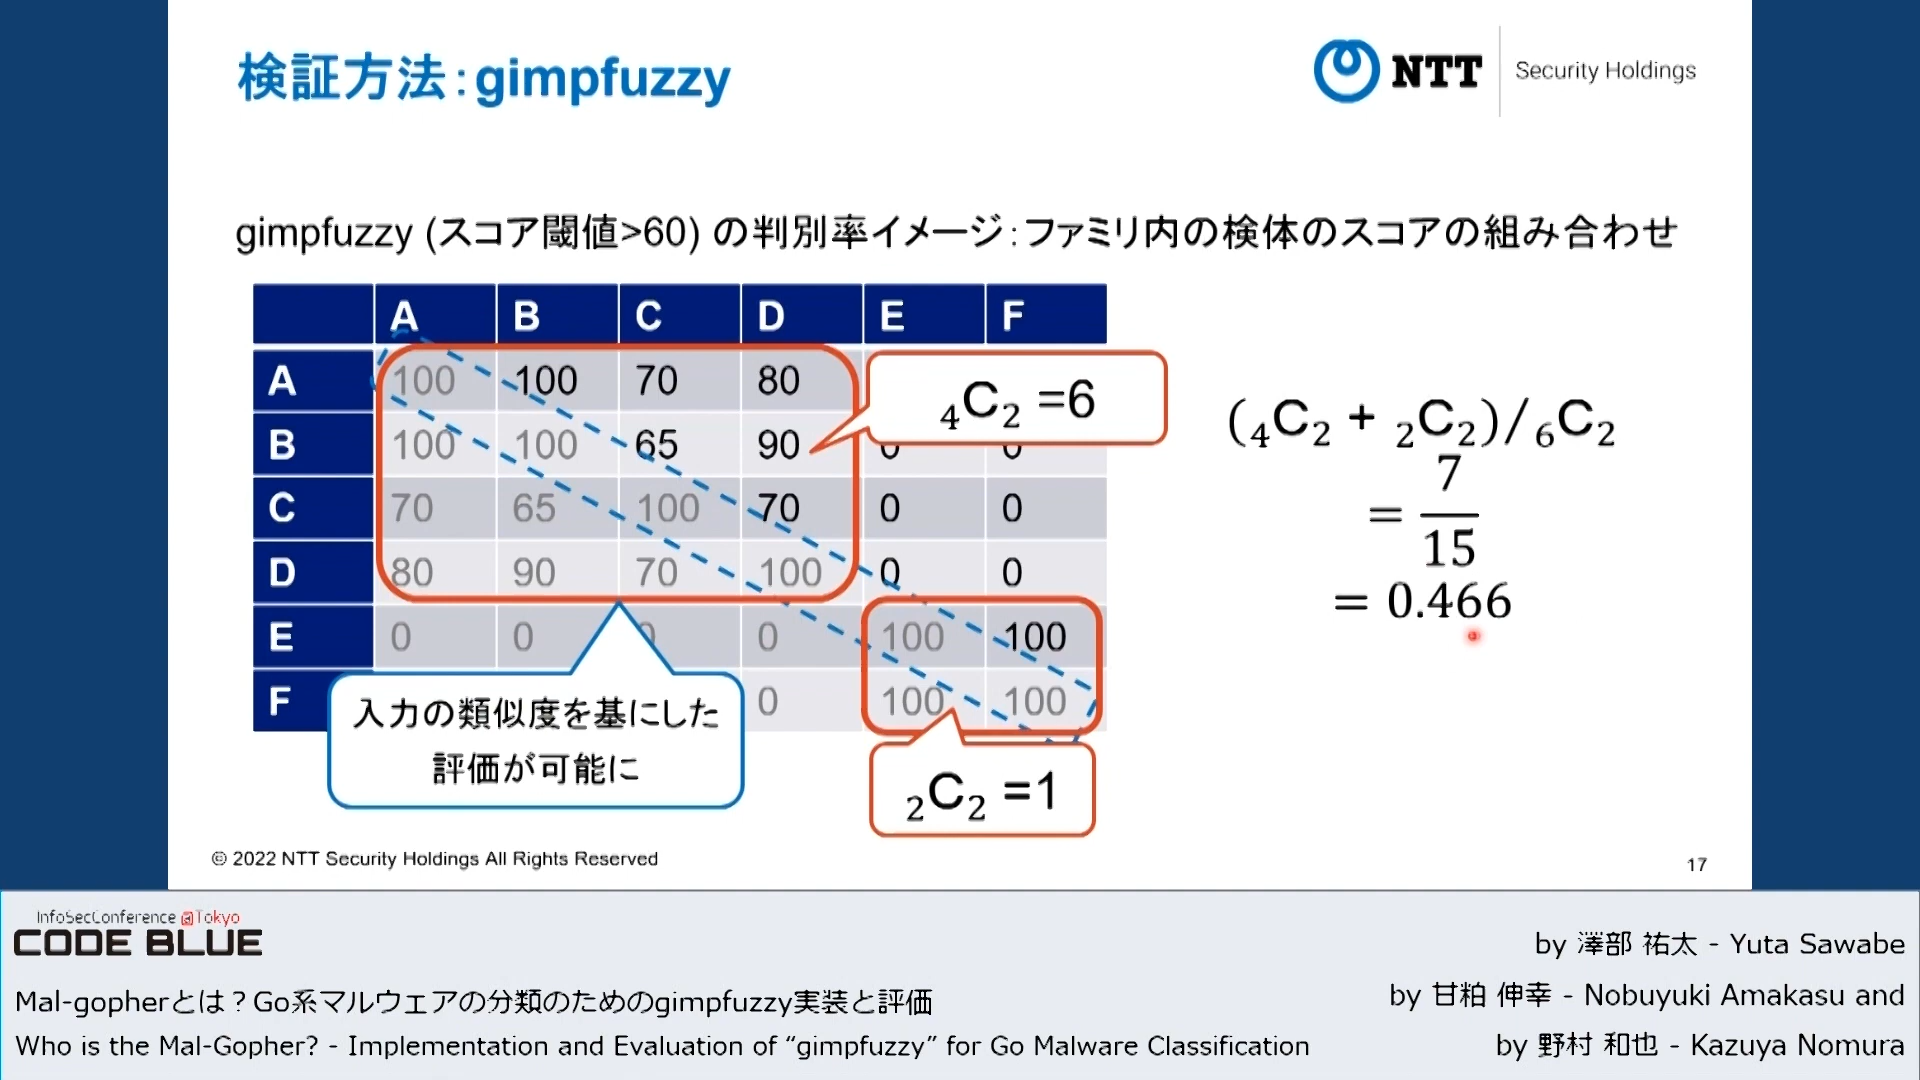 検証方法：gimpfuzzy
NTT Security Holdings
gimpfuzzy (スコア閾値>60) の判別率イメージ：ファミリ内の検体のスコアの組み合わせ
A B C D E F
A 100 100 70 80
B 100 100 65 90 0 0
C 70 65 100 70 0 0
D 80 90 70 100 0 0
E 0 0 0 0 100 100
F 0 100 100
₄C₂ =6
₂C₂ =1
入力の類似度を基にした
評価が可能に
(₄C₂ + ₂C₂)/₆C₂
= 7/15
= 0.466
© 2022 NTT Security Holdings All Rights Reserved
17
InfoSecConference @Tokyo
CODE BLUE
Mal-gopherとは？Go系マルウェアの分類のためのgimpfuzzy実装と評価
Who is the Mal-Gopher? - Implementation and Evaluation of “gimpfuzzy” for Go Malware Classification
by 澤部 祐太 - Yuta Sawabe
by 甘粕 伸幸 - Nobuyuki Amakasu and
by 野村 和也 - Kazuya Nomura